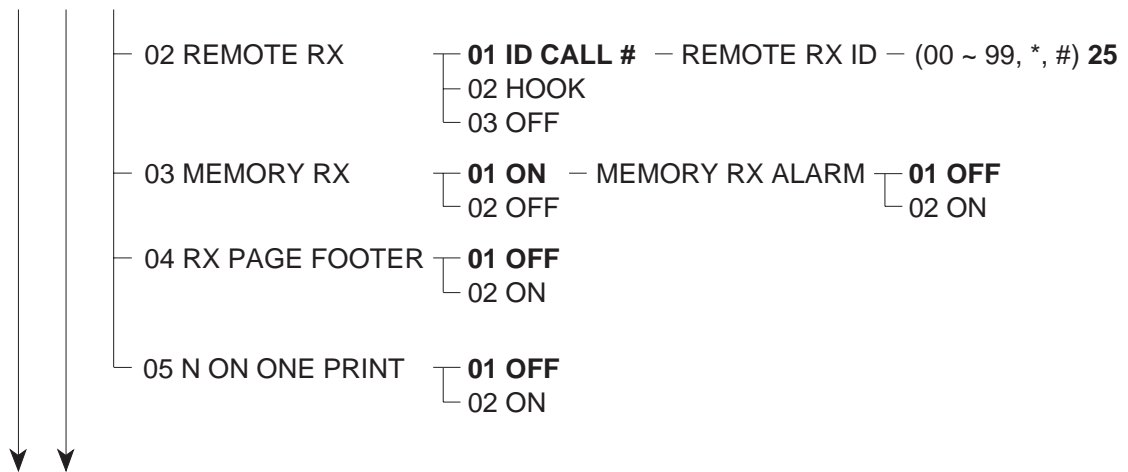 02 REMOTE RX 01 ID CALL # REMOTE RX ID (00 ~ 99, *, #) 25
02 HOOK
03 OFF
03 MEMORY RX 01 ON MEMORY RX ALARM 01 OFF
02 OFF 02 ON
04 RX PAGE FOOTER 01 OFF
02 ON
05 N ON ONE PRINT 01 OFF
02 ON